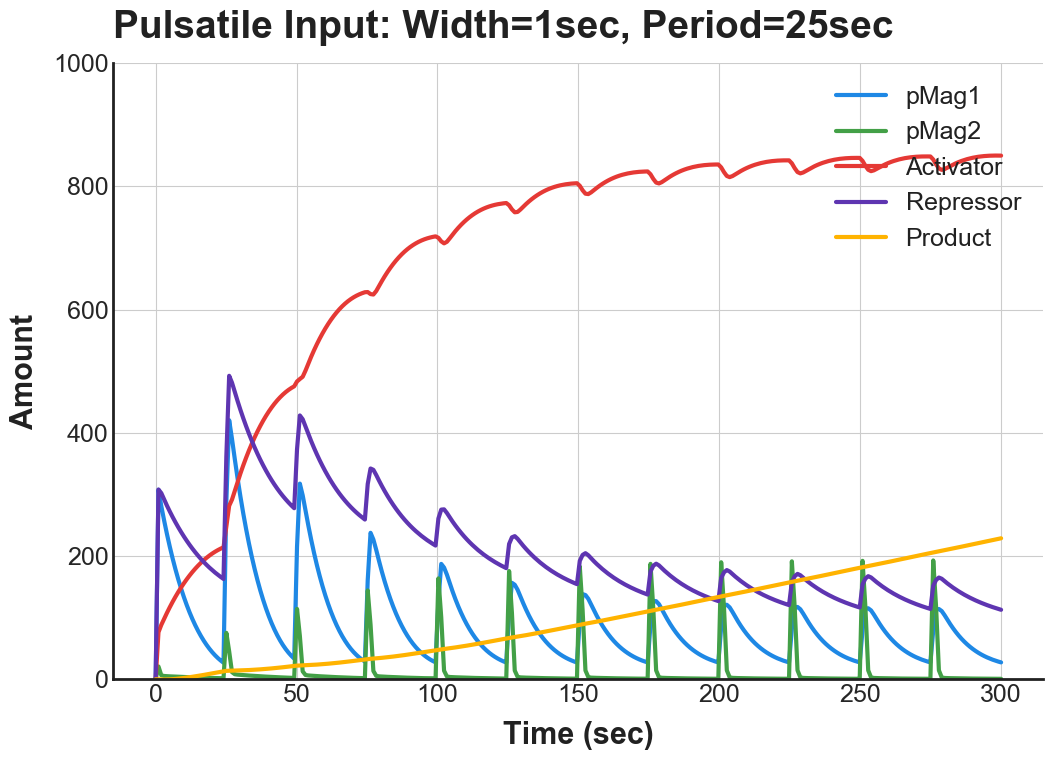 Pulsatile Input: Width=1sec, Period=25sec
1000
800
600
400
200
0
Amount
pMag1
pMag2
Activator
Repressor
Product
0 50 100 150 200 250 300
Time (sec)